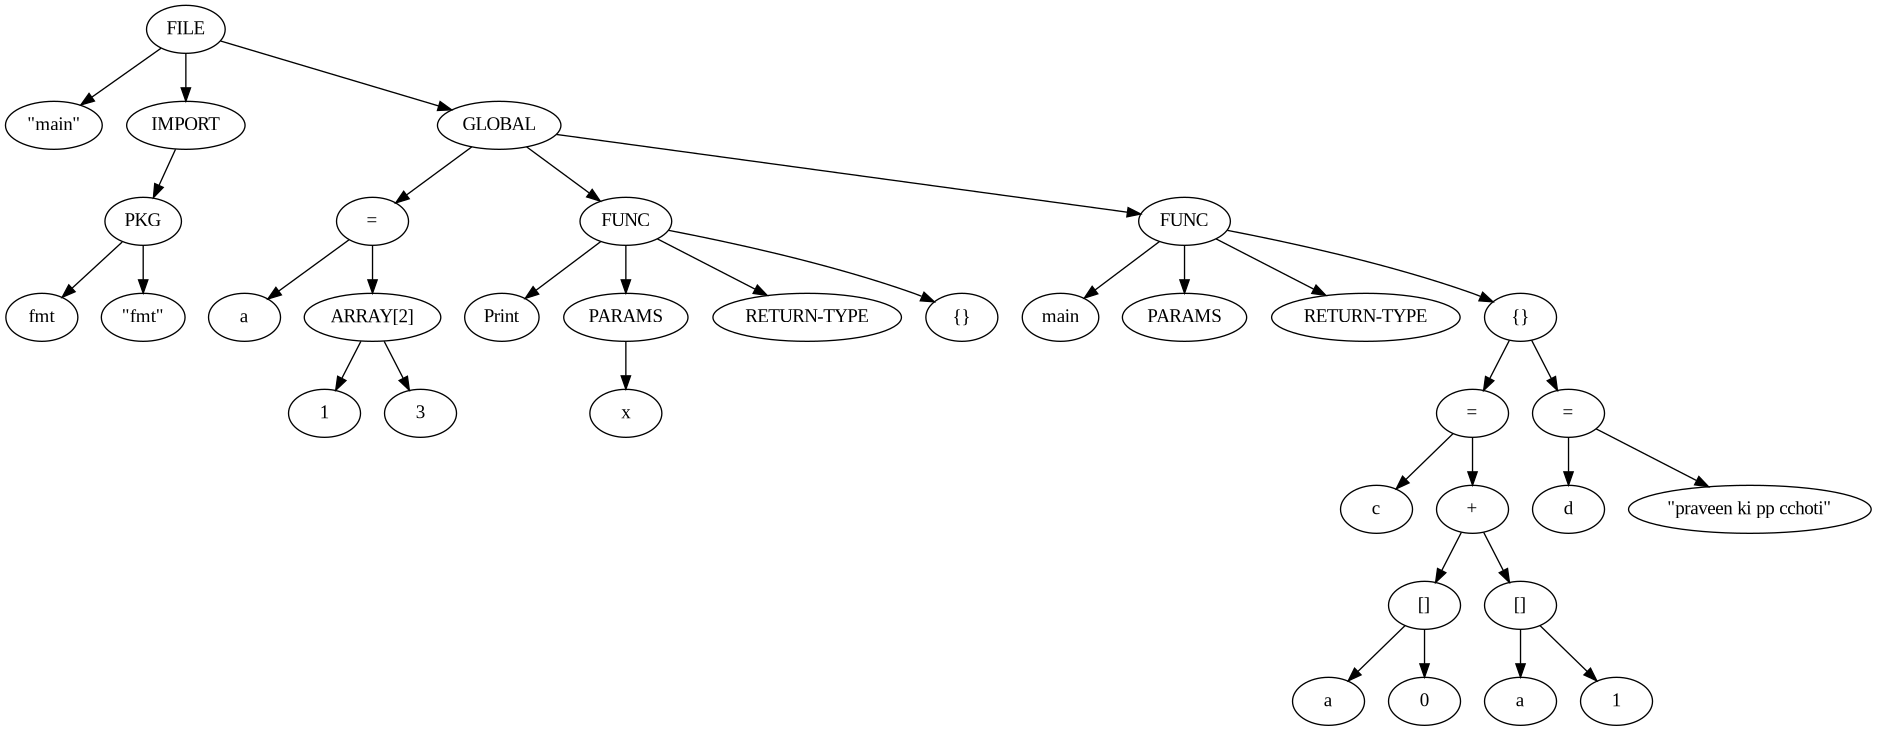 FILE
"main" IMPORT GLOBAL
PKG = FUNC FUNC
fmt "fmt" a ARRAY[2] Print PARAMS RETURN-TYPE {} main PARAMS RETURN-TYPE {}
1 3 x = =
c + d "praveen ki pp cchoti"
[] []
a 0 a 1